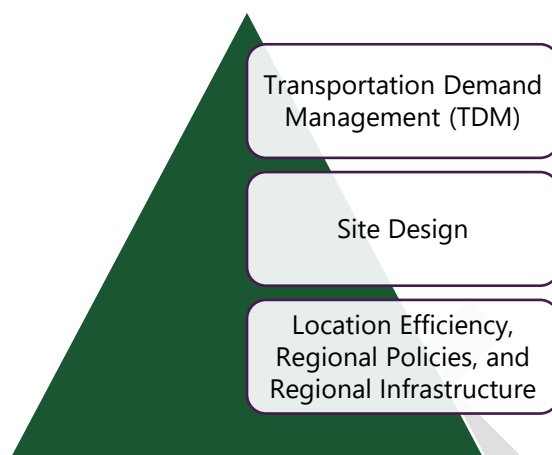 Transportation Demand
Management (TDM)
Site Design
Location Efficiency,
Regional Policies, and
Regional Infrastructure